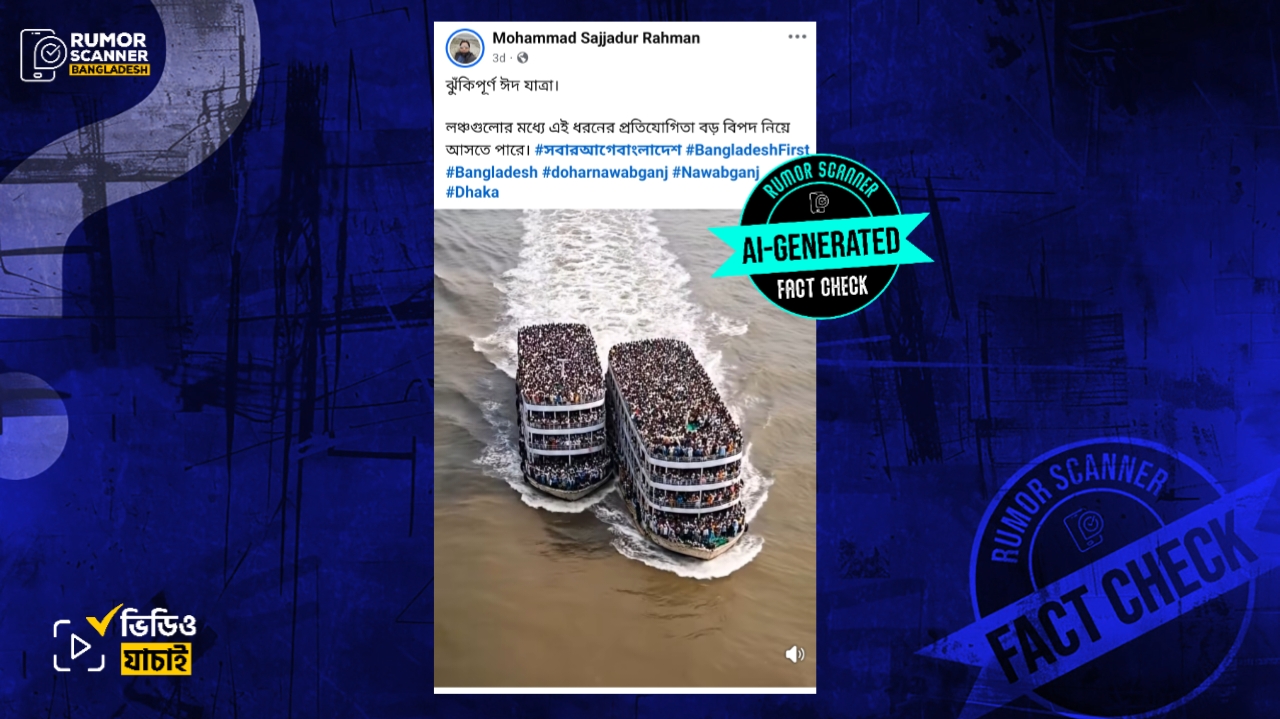 RUMOR
SCANNER
BANGLADESH
Mohammad Sajjadur Rahman
3d
ঝুঁকিপূর্ণ ঈদ যাত্রা।
লঞ্চগুলোর মধ্যে এই ধরনের প্রতিযোগিতা বড় বিপদ নিয়ে
আসতে পারে। #সবারআগেবাংলাদেশ #BangladeshFirst
#Bangladesh #doharnawabganj #Nawabganj
#Dhaka
RUMOR SCANNER
AI-GENERATED
FACT CHECK
RUMOR SCANNER
FACT CHECK
ভিডিও
যাচাই